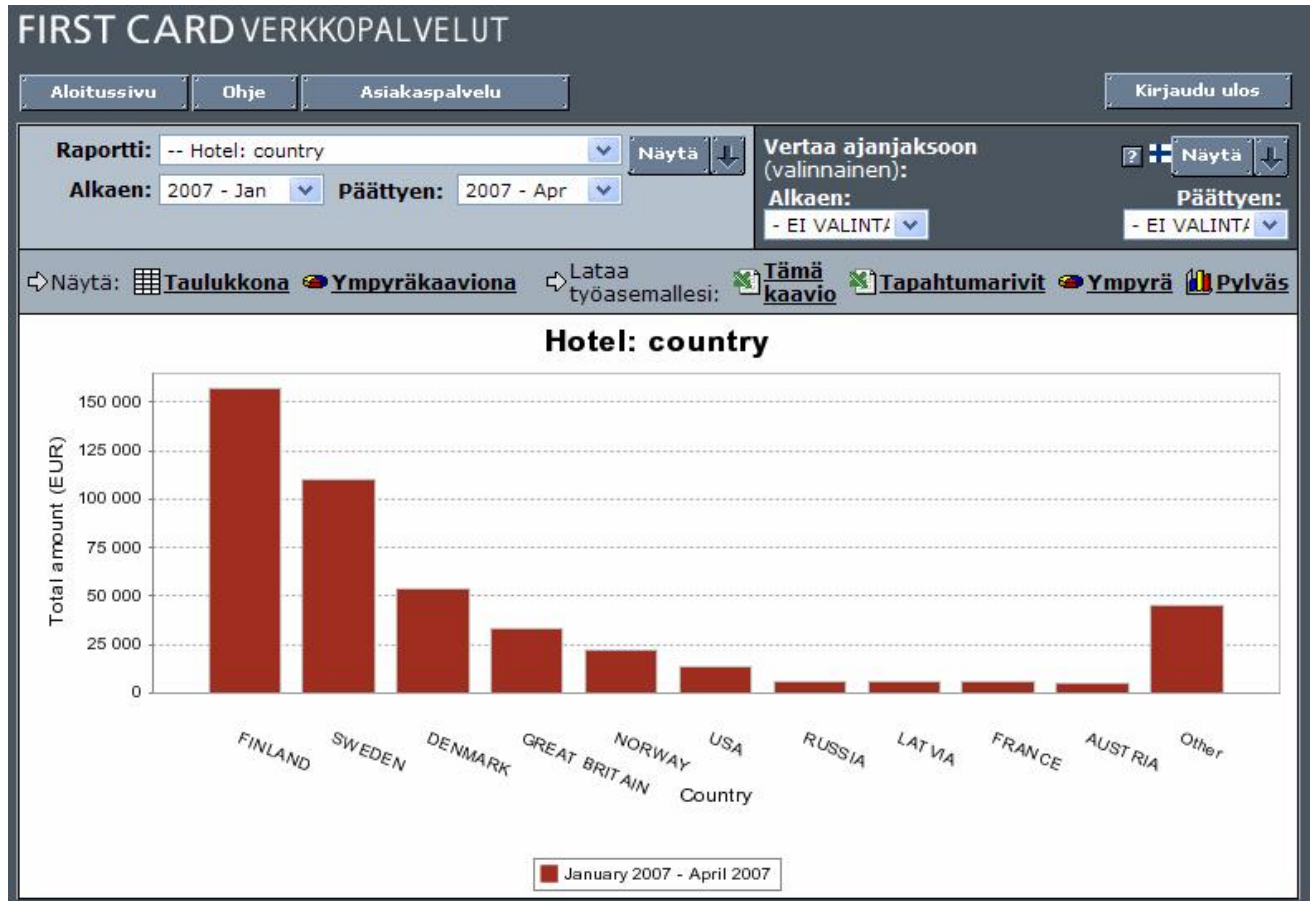 FIRST CARD VERKKOPALVELUT
Aloitussivu Ohje Asiakaspalvelu Kirjaudu ulos
Raportti: -- Hotel: country Näytä
Alkaen: 2007 - Jan Päättyen: 2007 - Apr
Vertaa ajanjaksoon
(valinnainen):
? Näytä
Alkaen: Päättyen:
- EI VALINTA - EI VALINTA
Näytä: Taulukkona Ympyräkaaviona Lataa
työasemallesi: Tämä
kaavio Tapahtumarivit Ympyrä Pylväs
Hotel: country
Total amount (EUR)
150 000
125 000
100 000
75 000
50 000
25 000
0
FINLAND SWEDEN DENMARK GREAT BRITAIN NORWAY USA RUSSIA LATVIA FRANCE AUSTRIA Other
Country
January 2007 - April 2007